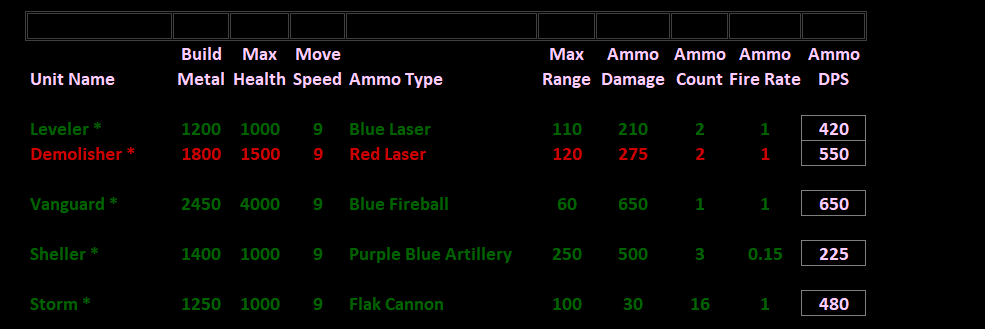 Build Max Move Max Ammo Ammo Ammo Ammo
Unit Name Metal Health Speed Ammo Type Range Damage Count Fire Rate DPS
Leveler * 1200 1000 9 Blue Laser 110 210 2 1 420
Demolisher * 1800 1500 9 Red Laser 120 275 2 1 550
Vanguard * 2450 4000 9 Blue Fireball 60 650 1 1 650
Sheller * 1400 1000 9 Purple Blue Artillery 250 500 3 0.15 225
Storm * 1250 1000 9 Flak Cannon 100 30 16 1 480